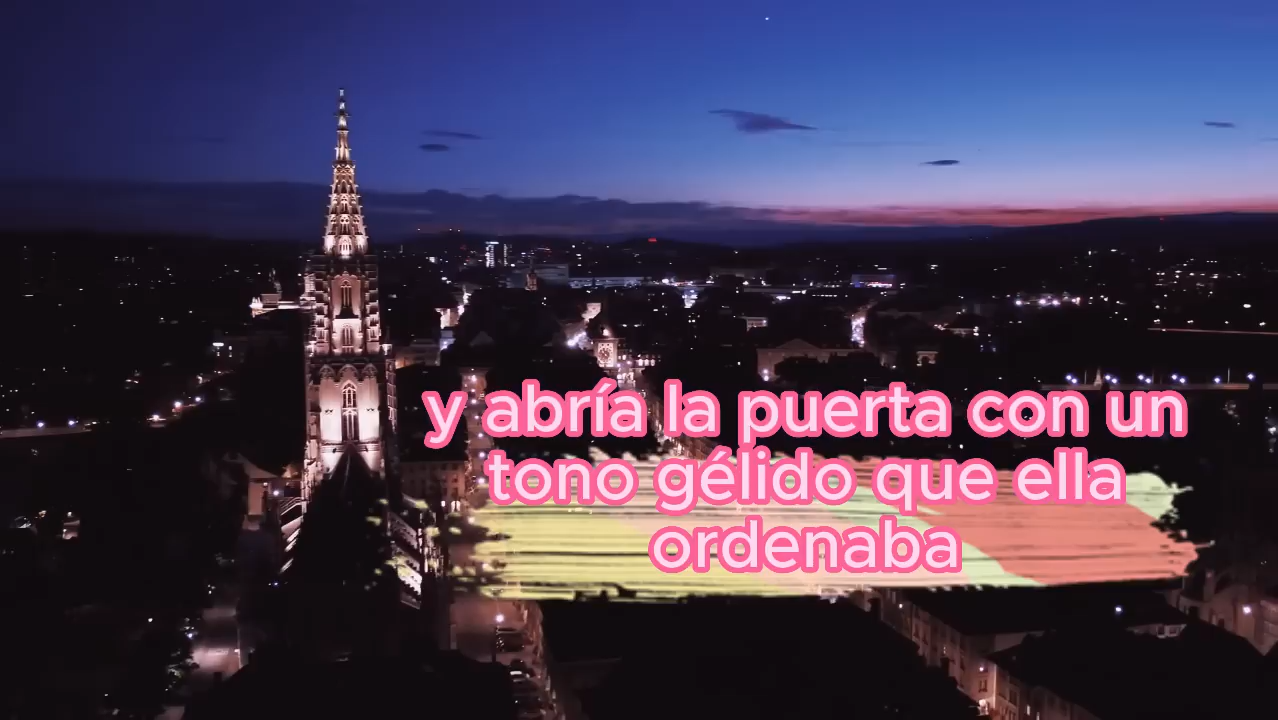 y abría la puerta con un
tono gélido que ella
ordenaba